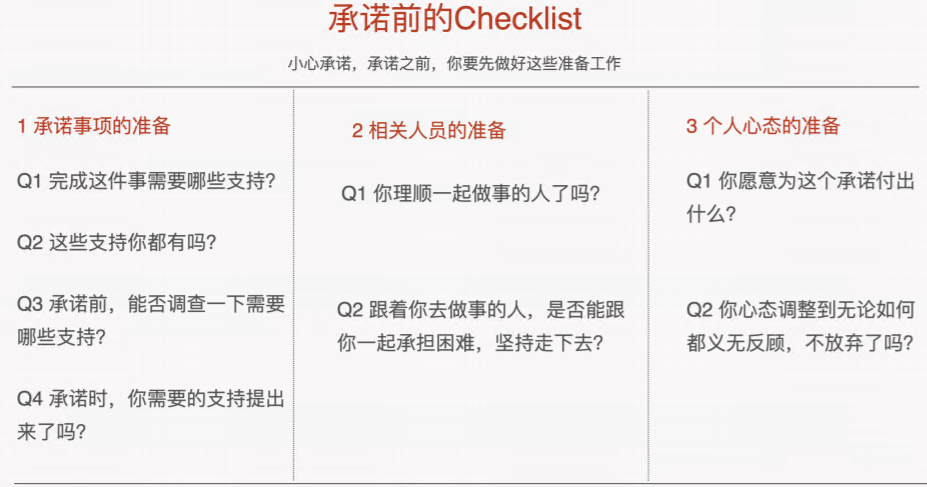 承诺前的Checklist
小心承诺，承诺之前，你要先做好这些准备工作
1 承诺事项的准备
Q1 完成这件事需要哪些支持？
Q2 这些支持你都有吗？
Q3 承诺前，能否调查一下需要
哪些支持？
Q4 承诺时，你需要的支持提出
来了吗？
2 相关人员的准备
Q1 你理顺一起做事的人了吗？
Q2 跟着你去做事的人，是否能跟
你一起承担困难，坚持走下去？
3 个人心态的准备
Q1 你愿意为这个承诺付出
什么？
Q2 你心态调整到无论如何
都义无反顾，不放弃了吗？